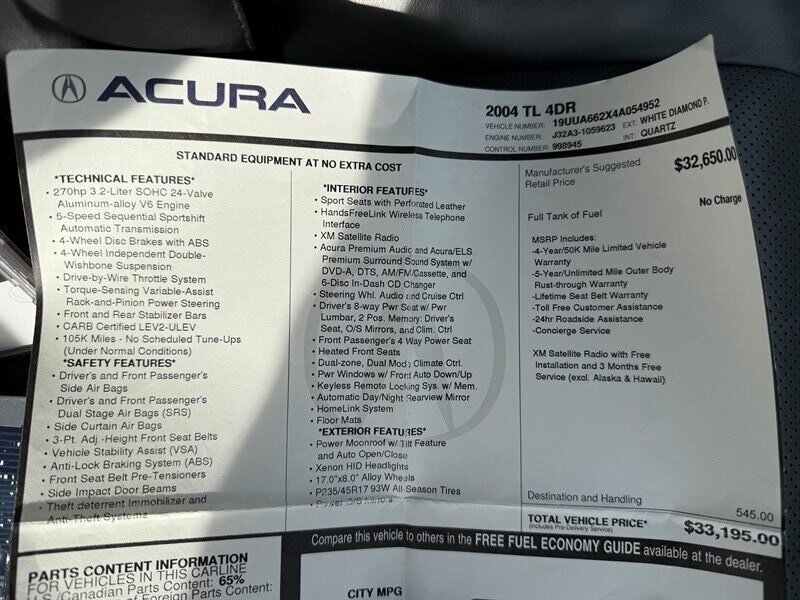 ACURA
2004 TL 4DR
VEHICLE NUMBER: 19UUA662X4A054952
ENGINE NUMBER: J32A3-1059623 EXT: WHITE DIAMOND P.
CONTROL NUMBER: 998945 INT: QUARTZ
STANDARD EQUIPMENT AT NO EXTRA COST
*TECHNICAL FEATURES*
• 270hp 3.2-Liter SOHC 24-Valve
Aluminum-alloy V6 Engine
• 5-Speed Sequential Sportshift
Automatic Transmission
• 4-Wheel Disc Brakes with ABS
• 4-Wheel Independent Double-
Wishbone Suspension
• Drive-by-Wire Throttle System
• Torque-Sensing Variable-Assist
Rack-and-Pinion Power Steering
• Front and Rear Stabilizer Bars
• CARB Certified LEV2-ULEV
• 105K Miles - No Scheduled Tune-Ups
(Under Normal Conditions)
*SAFETY FEATURES*
• Driver's and Front Passenger's
Side Air Bags
• Driver's and Front Passenger's
Dual Stage Air Bags (SRS)
• Side Curtain Air Bags
• 3-Pt. Adj.-Height Front Seat Belts
• Vehicle Stability Assist (VSA)
• Anti-Lock Braking System (ABS)
• Front Seat Belt Pre-Tensioners
• Side Impact Door Beams
• Theft deterrent Immobilizer and
Anti-Theft Systems
*INTERIOR FEATURES*
• Sport Seats with Perforated Leather
• HandsFreeLink Wireless Telephone
Interface
• XM Satellite Radio
• Acura Premium Audio and Acura/ELS
Premium Surround Sound System w/
DVD-A, DTS, AM/FM/Cassette, and
6-Disc In-Dash CD Changer
• Steering Whl. Audio and Cruise Ctrl
• Driver's 8-way Pwr Seat w/ Pwr
Lumbar, 2 Pos. Memory: Driver's
Seat, O/S Mirrors, and Clim. Ctrl
• Front Passenger's 4 Way Power Seat
• Heated Front Seats
• Dual-zone, Dual Mode Climate Ctrl.
• Pwr Windows w/ Front Auto Down/Up
• Keyless Remote Locking Sys. w/ Mem.
• Automatic Day/Night Rearview Mirror
• HomeLink System
• Floor Mats
*EXTERIOR FEATURES*
• Power Moonroof w/ Tilt Feature
and Auto Open/Close
• Xenon HID Headlights
• 17.0"x8.0" Alloy Wheels
• P235/45R17 93W All-Season Tires
• Power O/S Mirrors
Manufacturer's Suggested
Retail Price $32,650.00
Full Tank of Fuel No Charge
MSRP Includes:
-4-Year/50K Mile Limited Vehicle
Warranty
-5-Year/Unlimited Mile Outer Body
Rust-through Warranty
-Lifetime Seat Belt Warranty
-Toll Free Customer Assistance
-24hr Roadside Assistance
-Concierge Service
XM Satellite Radio with Free
Installation and 3 Months Free
Service (excl. Alaska & Hawaii)
Destination and Handling 545.00
TOTAL VEHICLE PRICE* $33,195.00
(Includes Pre-Delivery Service)
Compare this vehicle to others in the FREE FUEL ECONOMY GUIDE available at the dealer.
PARTS CONTENT INFORMATION
FOR VEHICLES IN THIS CARLINE
U.S./Canadian Parts Content: 65%
of Foreign Parts Content:
CITY MPG